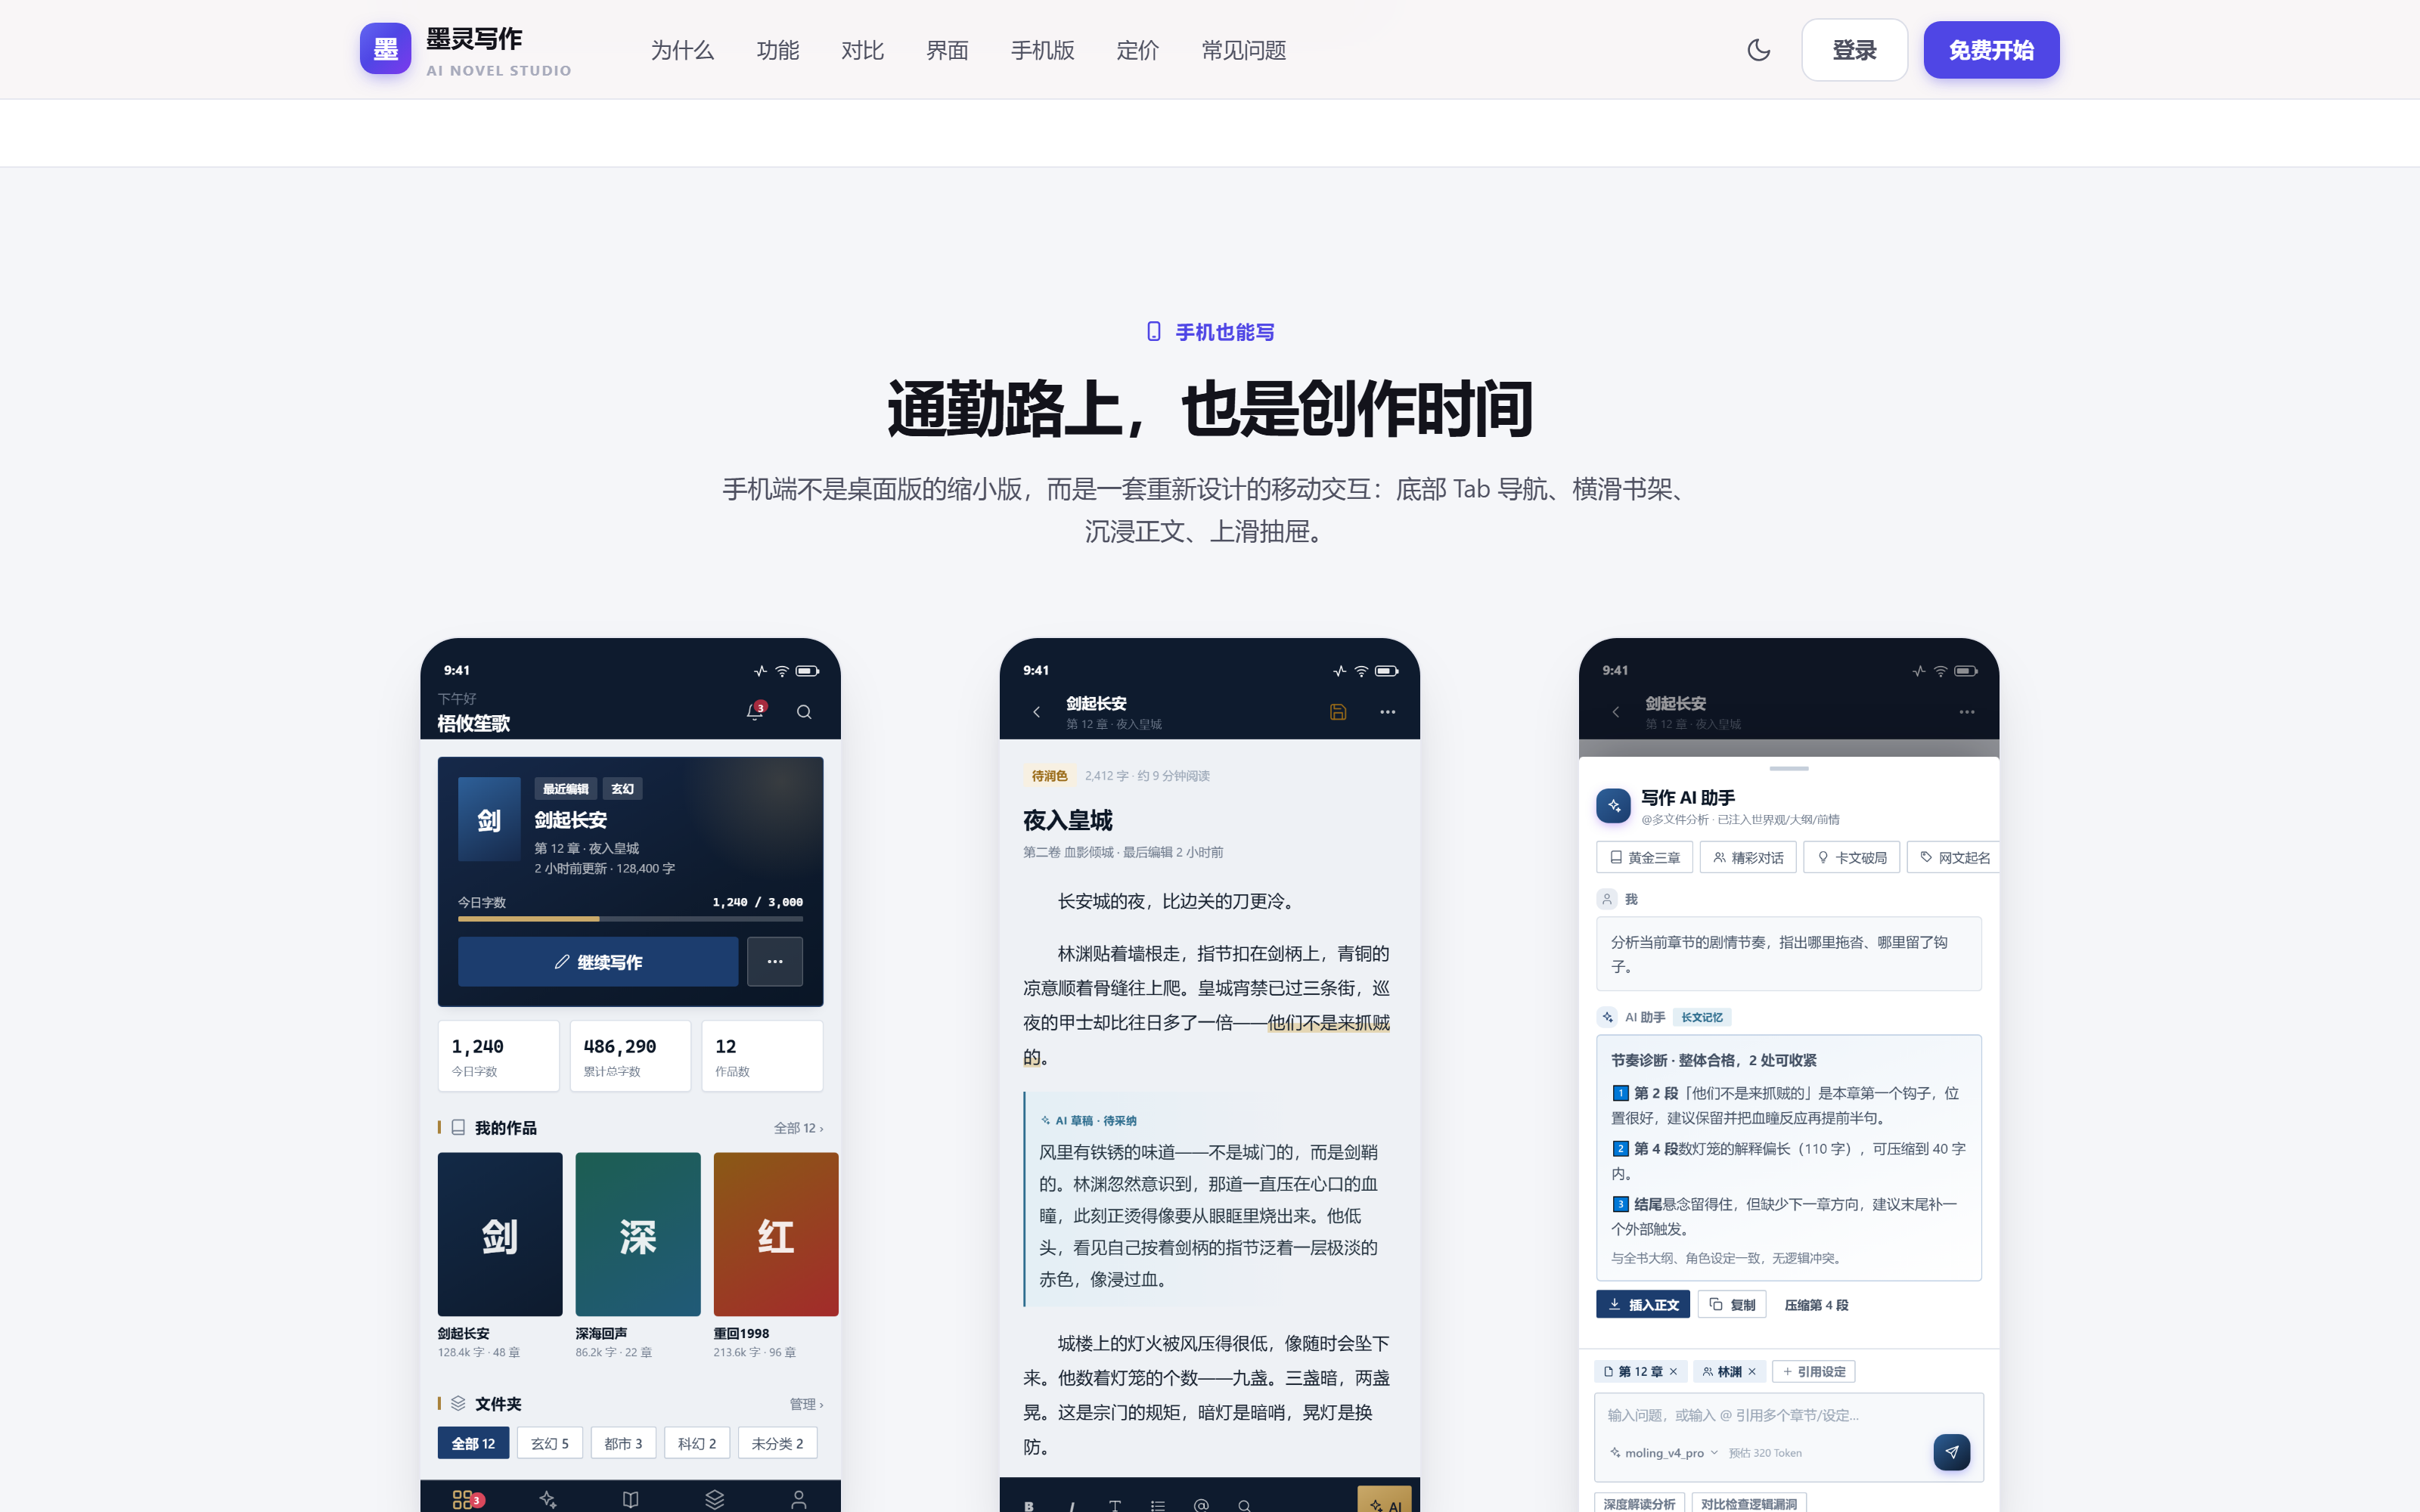 墨 墨灵写作
AI NOVEL STUDIO
为什么 功能 对比 界面 手机版 定价 常见问题
登录 免费开始
手机也能写
通勤路上，也是创作时间
手机端不是桌面版的缩小版，而是一套重新设计的移动交互：底部 Tab 导航、横滑书架、
沉浸正文、上滑抽屉。
9:41
下午好
梧攸笙歌
3
剑
最近编辑 玄幻
剑起长安
第 12 章 · 夜入皇城
2 小时前更新 · 128,400 字
今日字数 1,240 / 3,000
继续写作
1,240 486,290 12
今日字数 累计总字数 作品数
我的作品 全部 12 ›
剑 深 红
剑起长安 深海回声 重回1998
128.4k 字 · 48 章 86.2k 字 · 22 章 213.6k 字 · 96 章
文件夹 管理 ›
全部 12 玄幻 5 都市 3 科幻 2 未分类 2
3
9:41
剑起长安
第 12 章 · 夜入皇城
待润色 2,412 字 · 约 9 分钟阅读
夜入皇城
第二卷 血影倾城 · 最后编辑 2 小时前
长安城的夜，比边关的刀更冷。
林渊贴着墙根走，指节扣在剑柄上，青铜的
凉意顺着骨缝往上爬。皇城宵禁已过三条街，巡
夜的甲士却比往日多了一倍——他们不是来抓贼
的。
AI 草稿 · 待采纳
风里有铁锈的味道——不是城门的，而是剑鞘
的。林渊忽然意识到，那道一直压在心口的血
瞳，此刻正烫得像要从眼眶里烧出来。他低
头，看见自己按着剑柄的指节泛着一层极淡的
赤色，像浸过血。
城楼上的灯火被风压得很低，像随时会坠下
来。他数着灯笼的个数——九盏。三盏暗，两盏
晃。这是宗门的规矩，暗灯是暗哨，晃灯是换
防。
B I T @ AI
9:41
剑起长安
第 12 章 · 夜入皇城
写作 AI 助手
@多文件分析 · 已注入世界观/大纲/前情
黄金三章 精彩对话 卡文破局 网文起名
我
分析当前章节的剧情节奏，指出哪里拖沓、哪里留了钩
子。
AI 助手 长文记忆
节奏诊断 · 整体合格，2 处可收紧
1 第 2 段「他们不是来抓贼的」是本章第一个钩子，位
置很好，建议保留并把血瞳反应再提前半句。
2 第 4 段数灯笼的解释偏长（110 字），可压缩到 40 字
内。
3 结尾悬念留得住，但缺少下一章方向，建议末尾补一
个外部触发。
与全书大纲、角色设定一致，无逻辑冲突。
插入正文 复制 压缩第 4 段
第 12 章 × 林渊 × + 引用设定
输入问题，或输入 @ 引用多个章节/设定...
moling_v4_pro 预估 320 Token
深度解读分析 对比检查逻辑漏洞